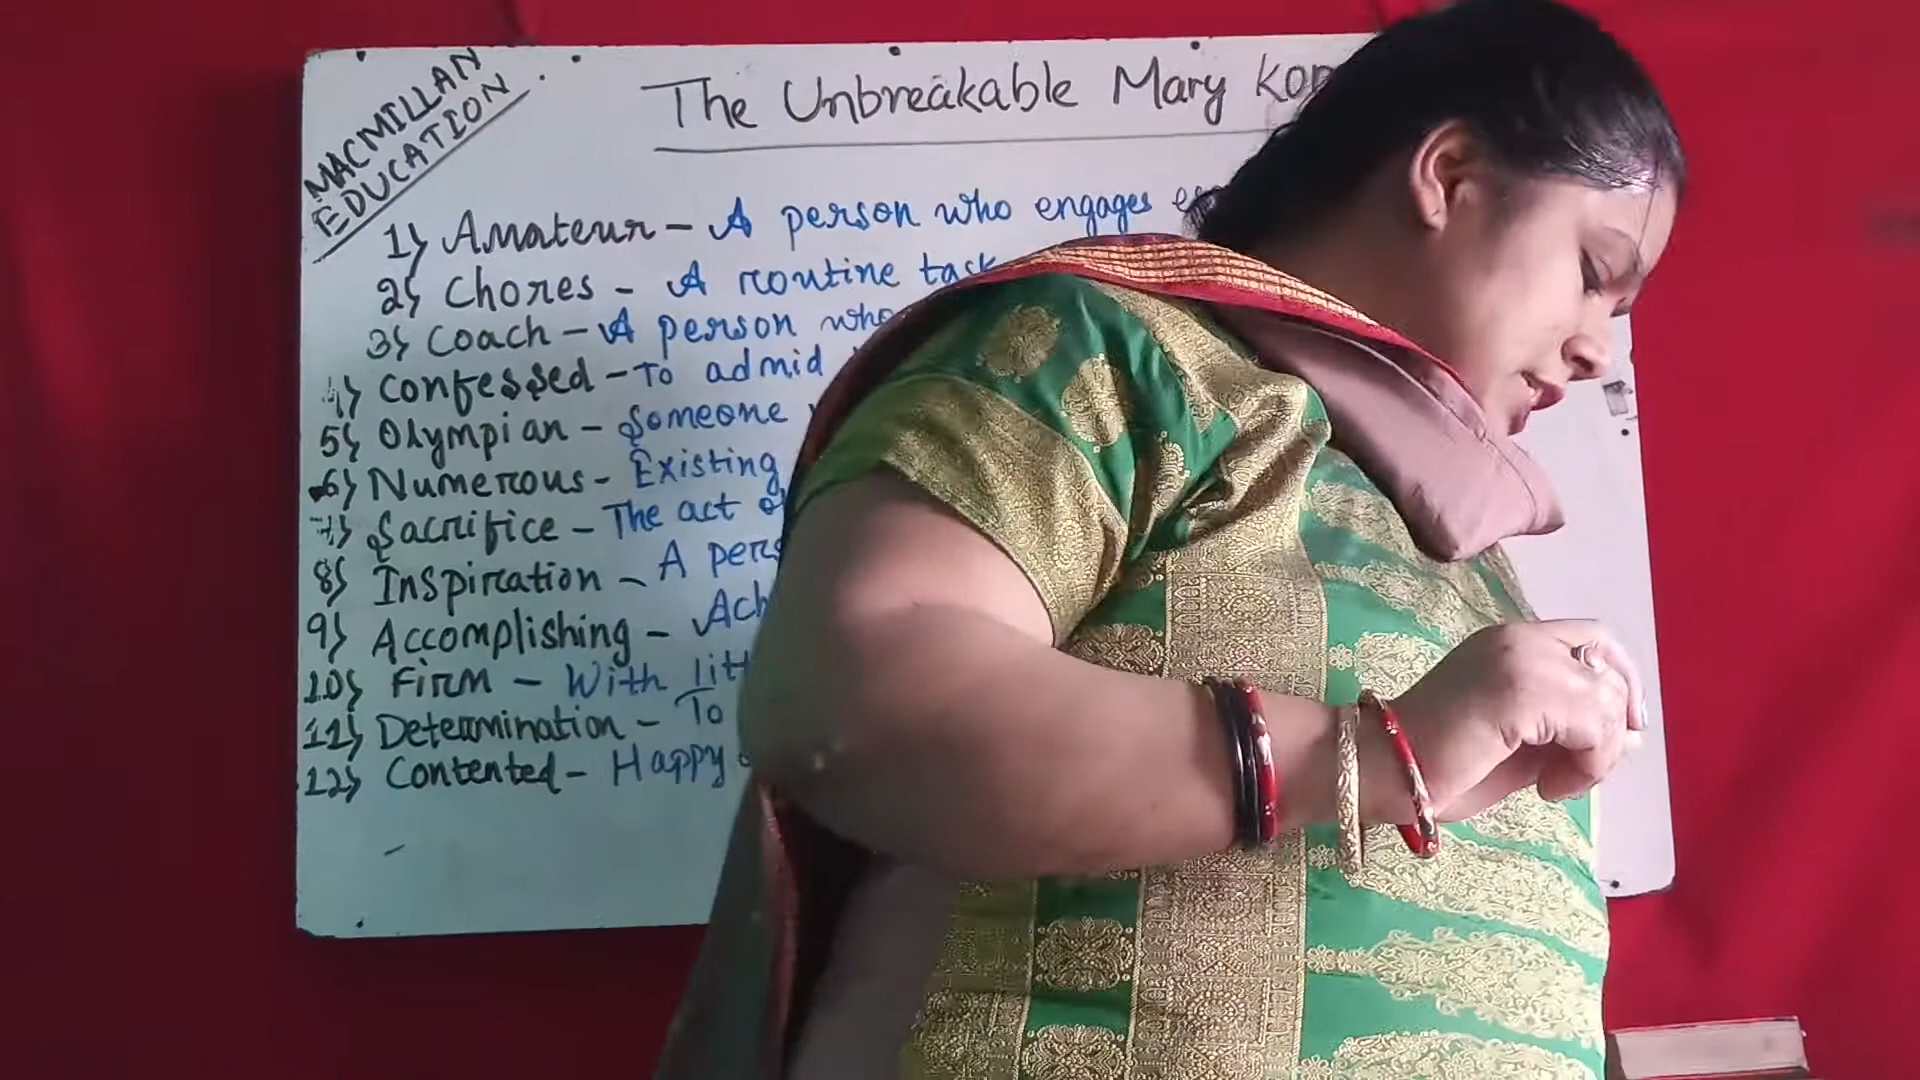 MACMILLAN
EDUCATION
The Unbreakable Mary Kom
1) Amateur - A person who engages
2) Chores - A routine task
3) Coach - A person who
4) Confessed - To admid
5) Olympian - Someone
6) Numerous - Existing
7) Sacrifice - The act of
8) Inspiration - A pers
9) Accomplishing - Ach
10) Firm - With litt
11) Determination - To
12) Contented - Happy